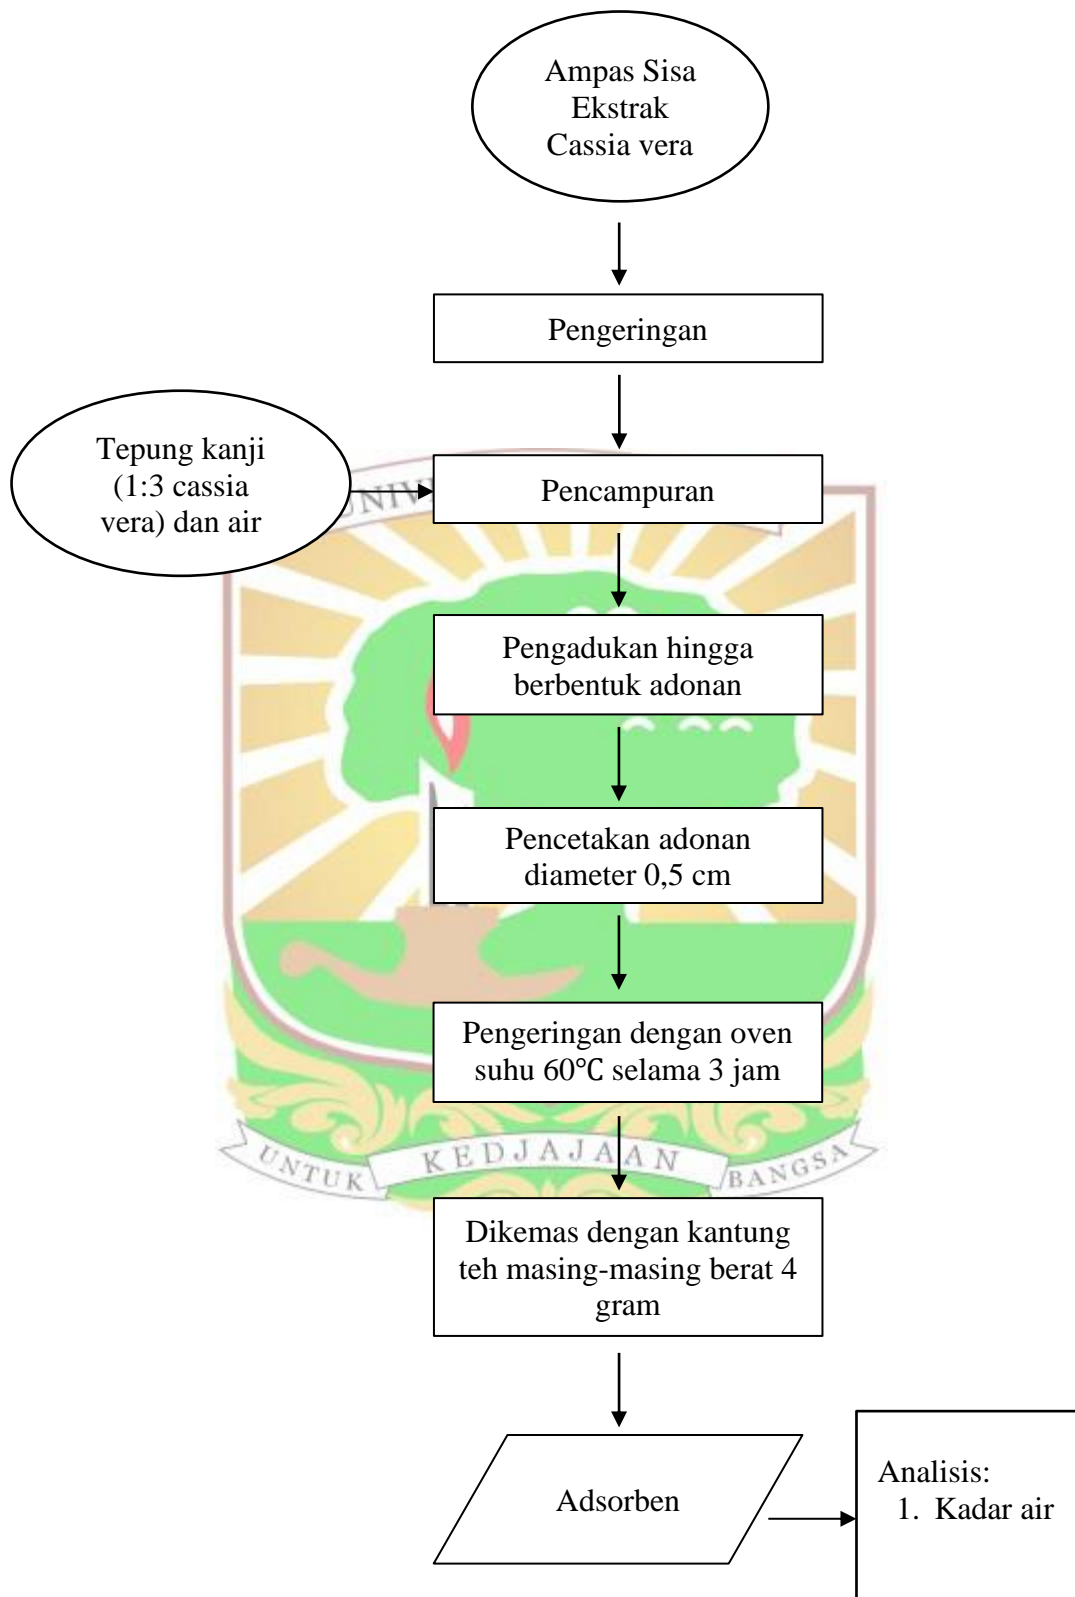 Ampas Sisa
Ekstrak
Cassia vera
Pengeringan
Tepung kanji
(1:3 cassia
vera) dan air
Pencampuran
Pengadukan hingga
berbentuk adonan
Pencetakan adonan
diameter 0,5 cm
Pengeringan dengan oven
suhu 60℃ selama 3 jam
UNTUK KEDJAJAAN BANGSA
Dikemas dengan kantung
teh masing-masing berat 4
gram
Adsorben
Analisis:
1. Kadar air